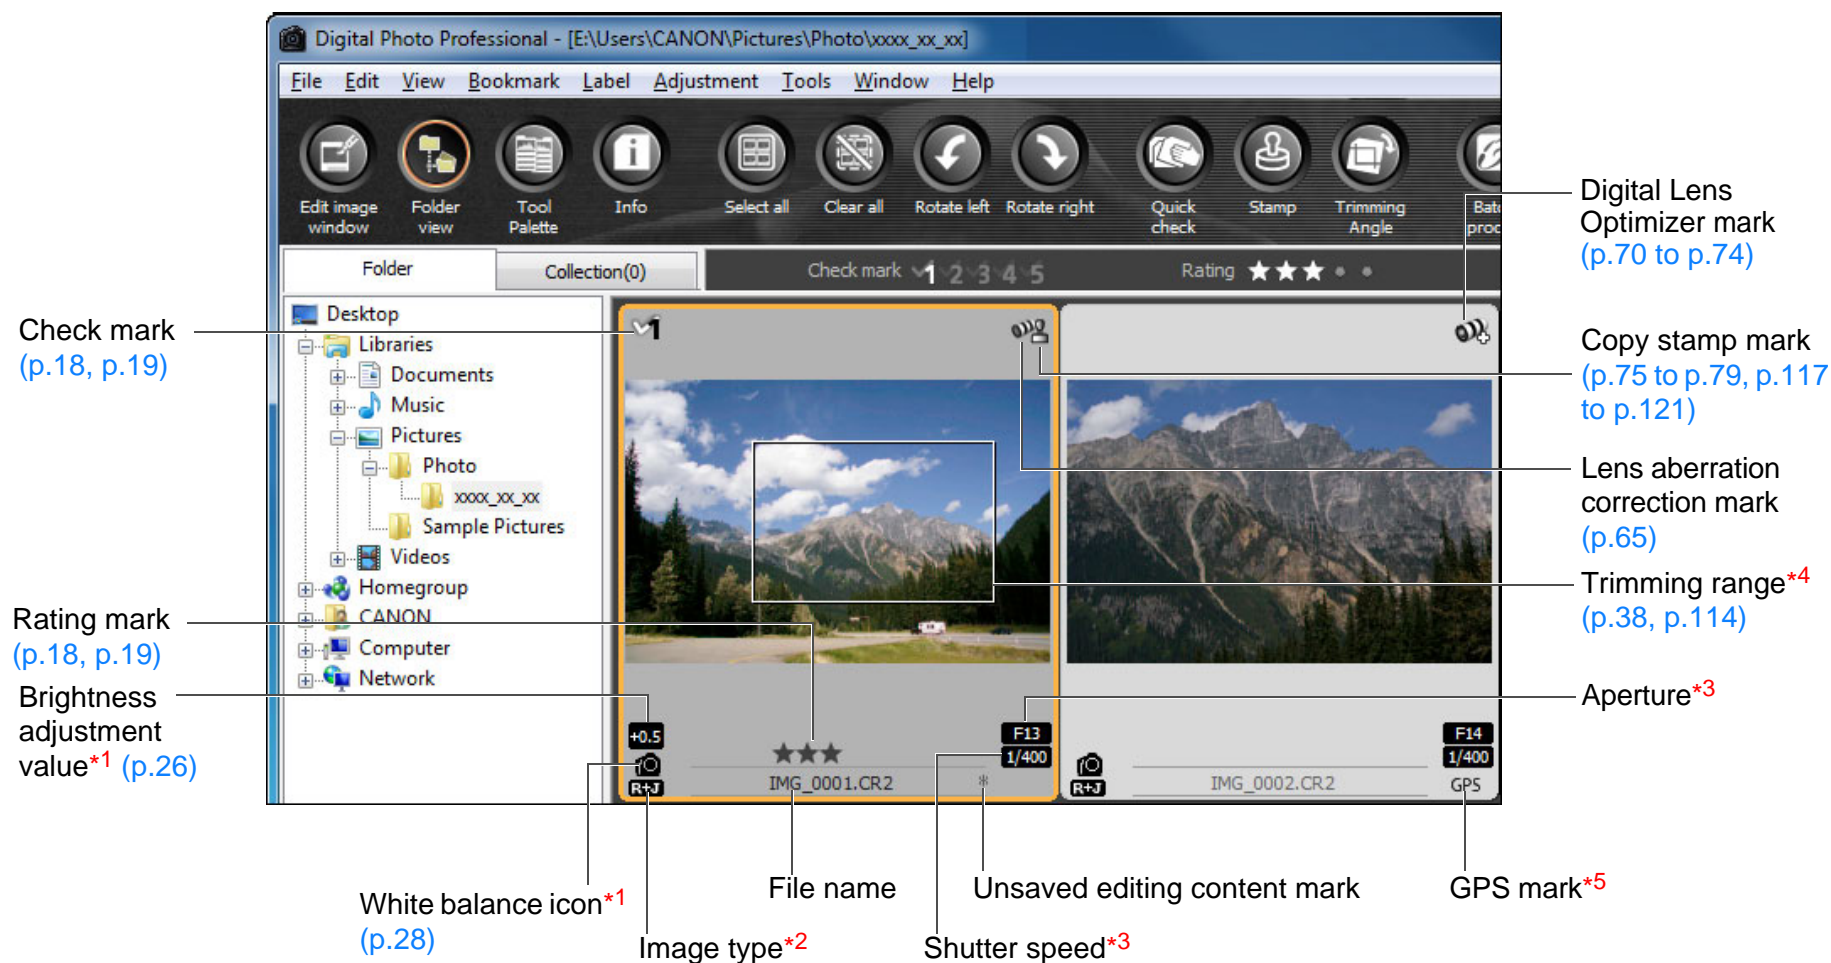 Digital Photo Professional - [E:\Users\CANON\Pictures\Photo\xxxx_xx_xx]
File Edit View Bookmark Label Adjustment Tools Window Help
Edit image window
Folder view
Tool Palette
Info
Select all
Clear all
Rotate left
Rotate right
Quick check
Stamp
Trimming Angle
Folder
Collection(0)
Check mark 1 2 3 4 5
Rating
Desktop
Libraries
Documents
Music
Pictures
Photo
xxxx_xx_xx
Sample Pictures
Videos
Homegroup
CANON
Computer
Network
1
+0.5
R+J
IMG_0001.CR2
*
F13
1/400
R+J
IMG_0002.CR2
F14
1/400
GPS
Check mark
(p.18, p.19)
Rating mark
(p.18, p.19)
Brightness
adjustment
value*1 (p.26)
White balance icon*1
(p.28)
Image type*2
File name
Shutter speed*3
Unsaved editing content mark
GPS mark*5
Digital Lens
Optimizer mark
(p.70 to p.74)
Copy stamp mark
(p.75 to p.79, p.117
to p.121)
Lens aberration
correction mark
(p.65)
Trimming range*4
(p.38, p.114)
Aperture*3